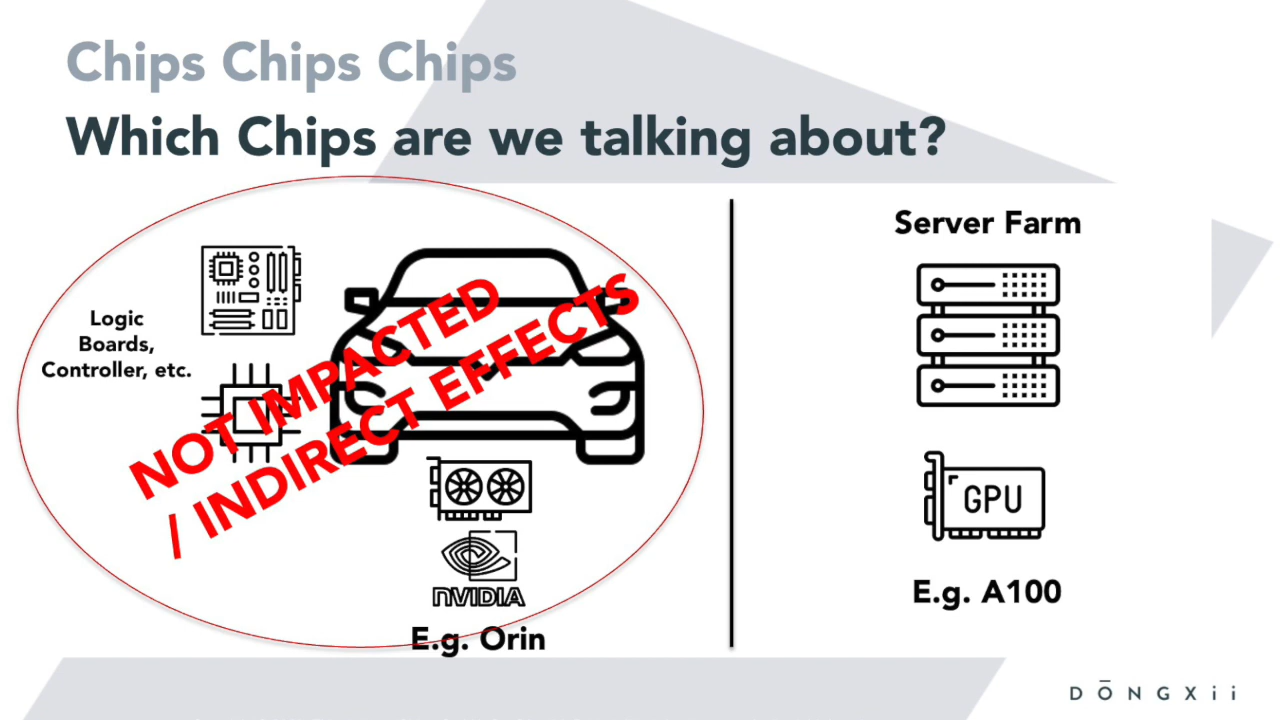 Chips Chips Chips
Which Chips are we talking about?
Logic
Boards,
Controller, etc.
NOT IMPACTED
/ INDIRECT EFFECTS
NVIDIA
E.g. Orin
Server Farm
GPU
E.g. A100
DŌNGXii